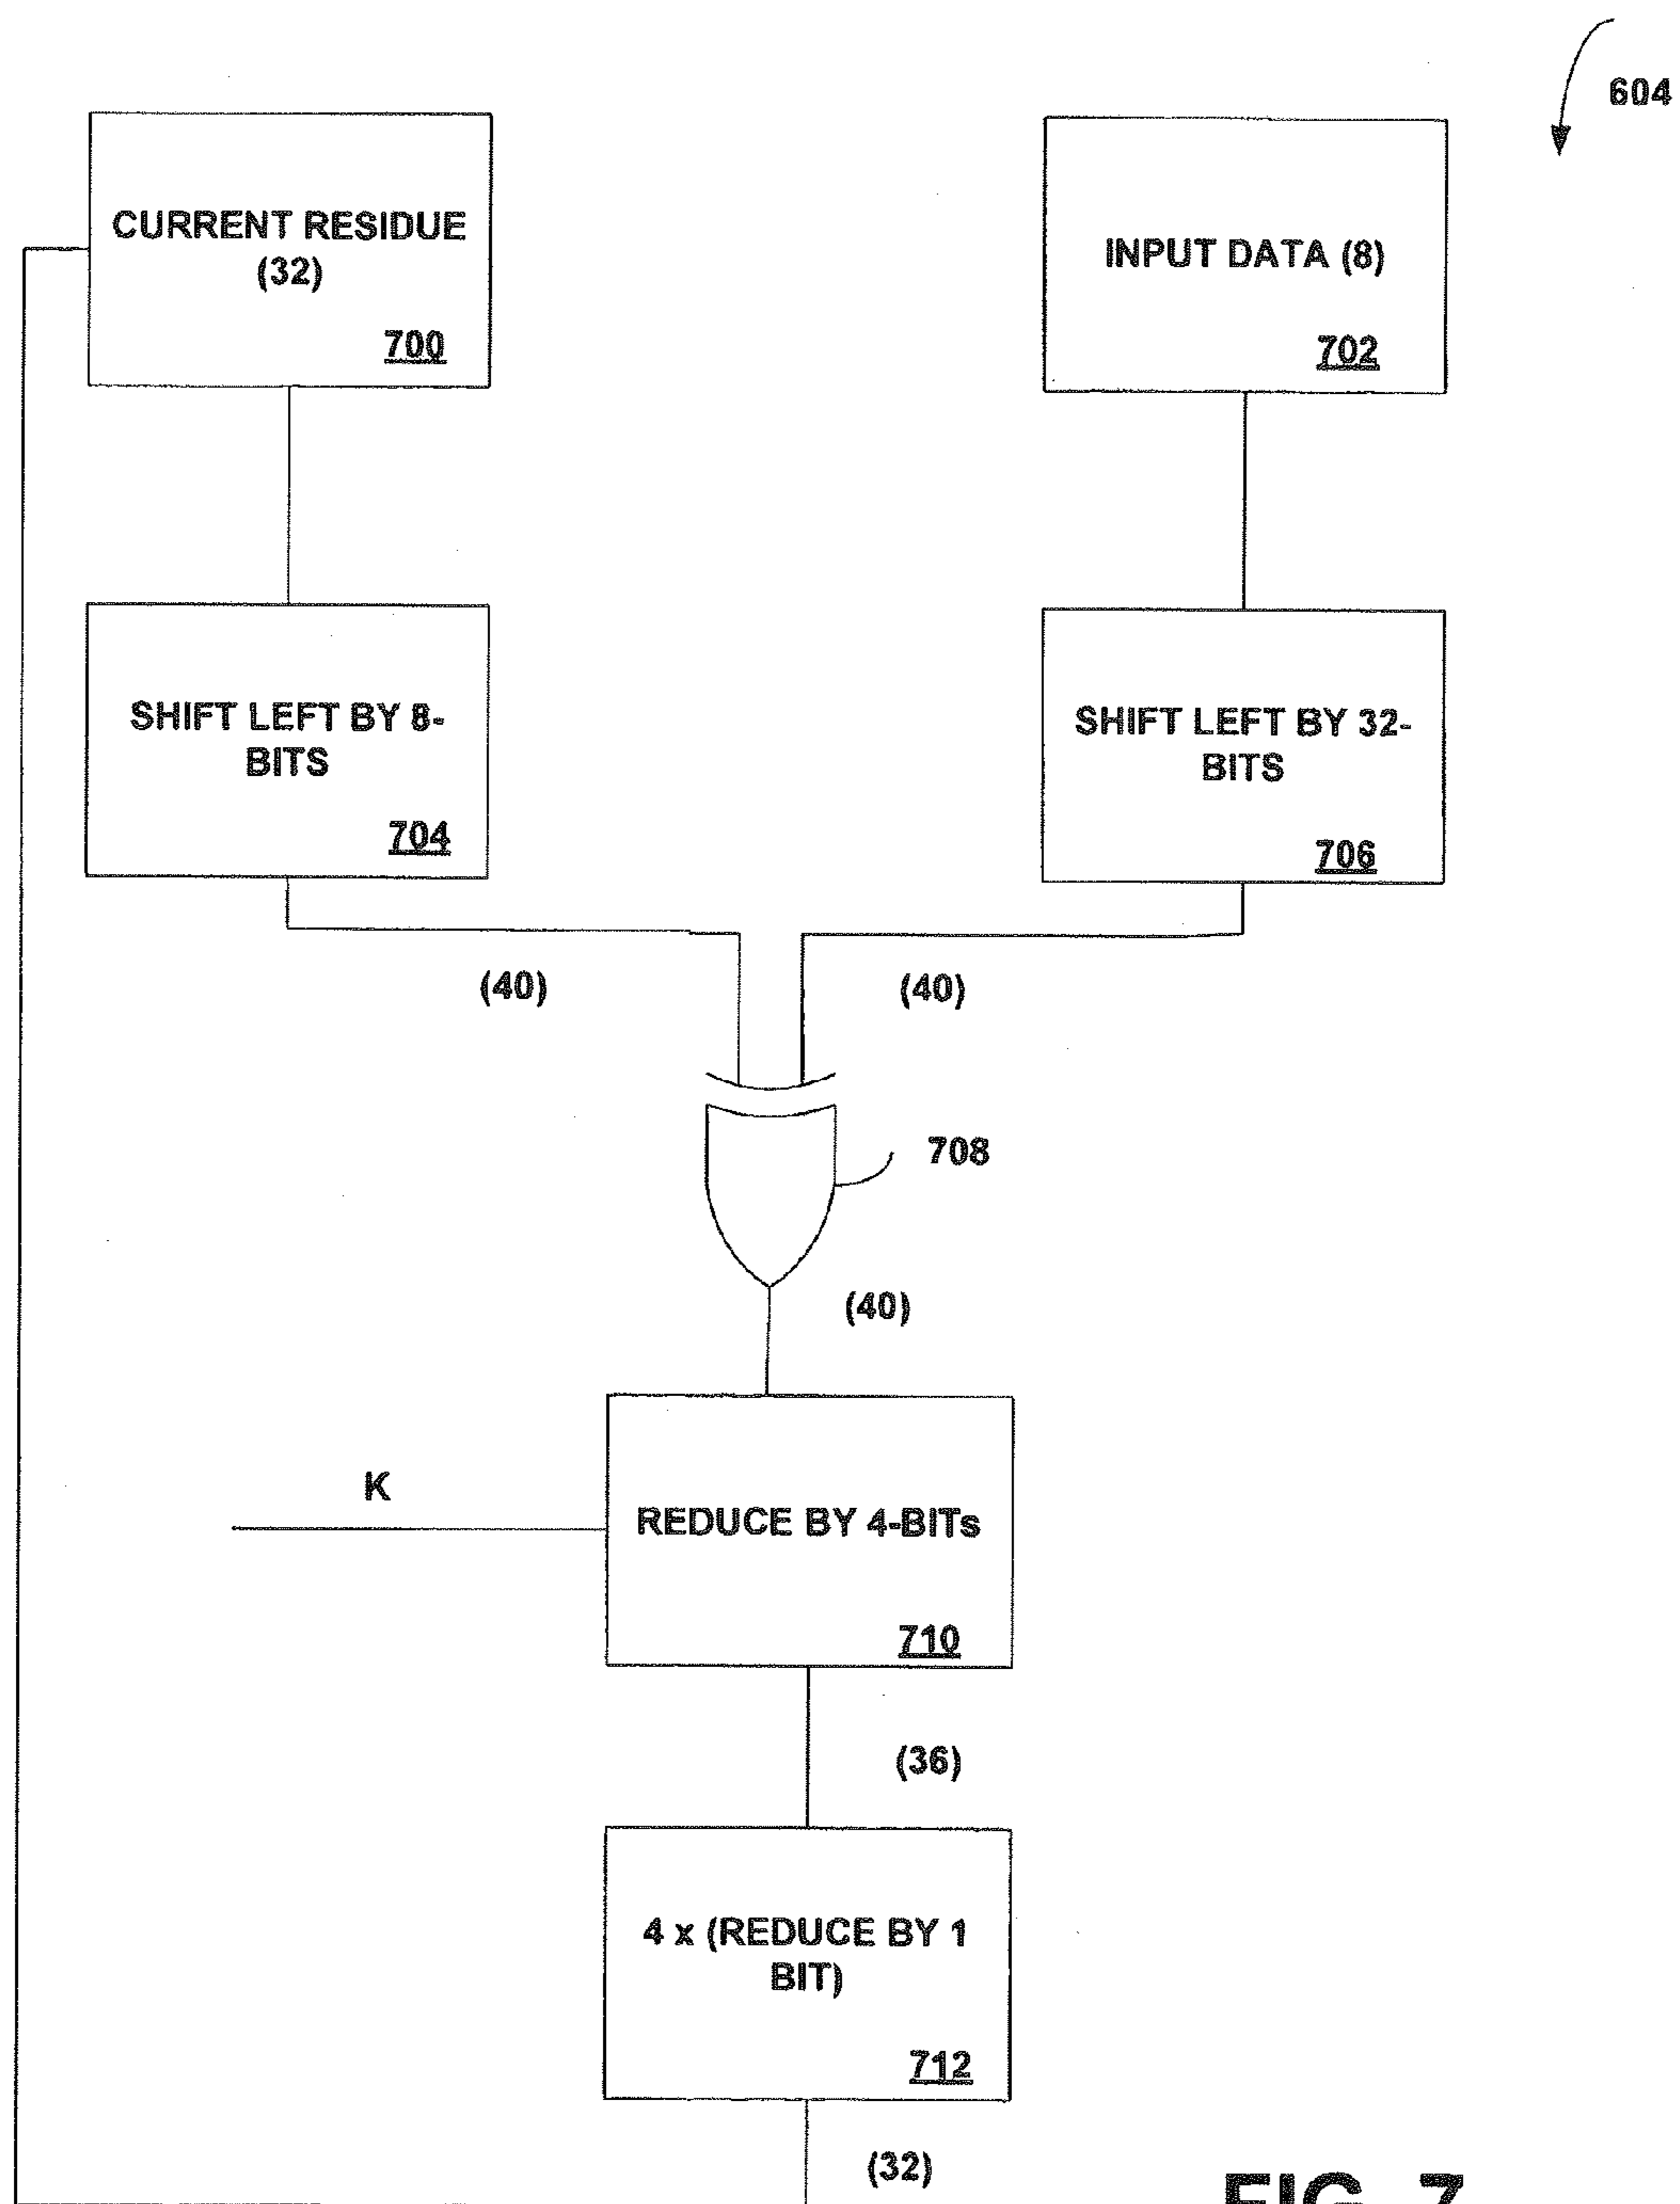 604
CURRENT RESIDUE
(32)
700
INPUT DATA (8)
702
SHIFT LEFT BY 8-
BITS
704
SHIFT LEFT BY 32-
BITS
706
(40)
(40)
708
(40)
K
REDUCE BY 4-BITs
710
(36)
4 x (REDUCE BY 1
BIT)
712
(32)
FIG. 7